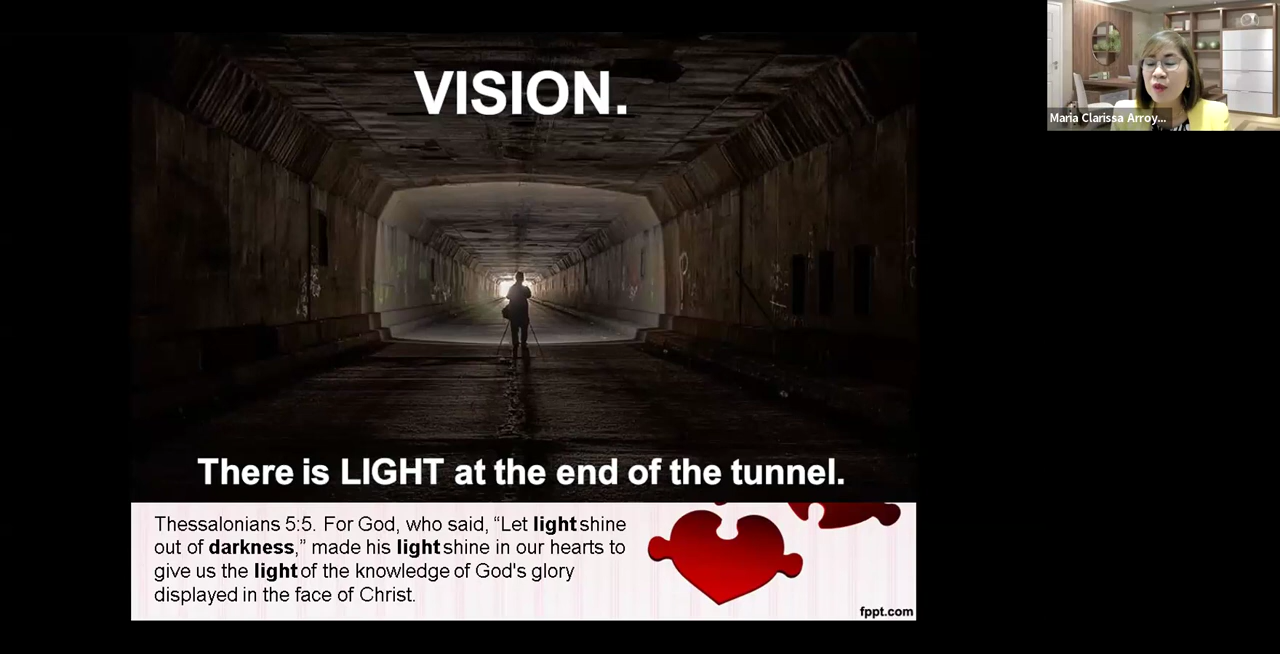 VISION.
Maria Clarissa Arroy...
There is LIGHT at the end of the tunnel.
Thessalonians 5:5. For God, who said, “Let light shine
out of darkness,” made his light shine in our hearts to
give us the light of the knowledge of God's glory
displayed in the face of Christ.
fppt.com